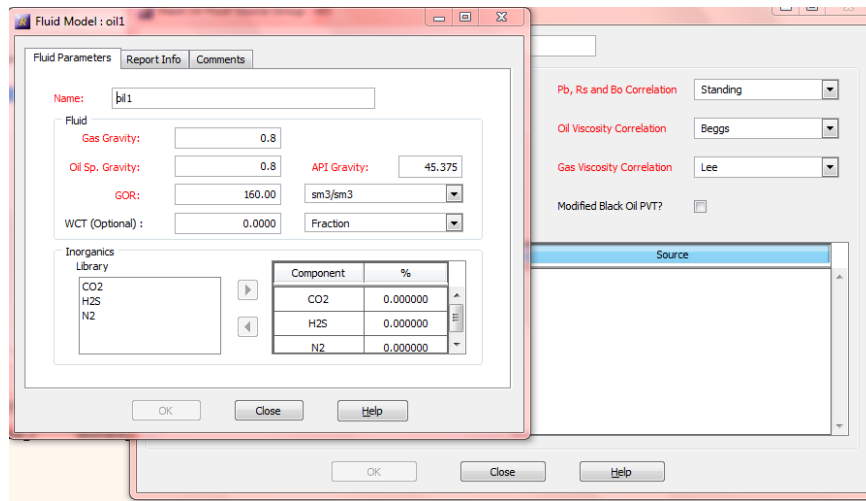 Fluid Model : oil1
Fluid Parameters
Report Info
Comments
Name:
oil1
Fluid
Gas Gravity:
0.8
Oil Sp. Gravity:
0.8
API Gravity:
45.375
GOR:
160.00
sm3/sm3
WCT (Optional) :
0.0000
Fraction
Inorganics
Library
CO2
H2S
N2
Component
%
CO2
0.000000
H2S
0.000000
N2
0.000000
OK
Close
Help
Pb, Rs and Bo Correlation
Standing
Oil Viscosity Correlation
Beggs
Gas Viscosity Correlation
Lee
Modified Black Oil PVT?
Source
OK
Close
Help